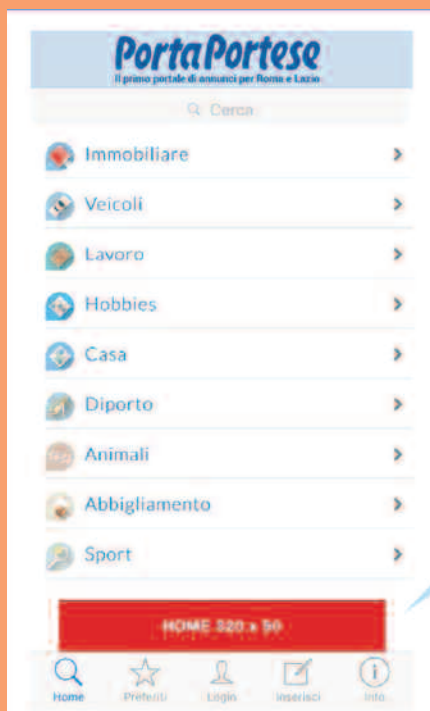 PortaPortese
Il primo portale di annunci per Roma e Lazio
Cerca
Immobiliare
Veicoli
Lavoro
Hobbies
Casa
Diporto
Animali
Abbigliamento
Sport
HOME 320 x 50
Home
Preferiti
Login
Inserisci
Info